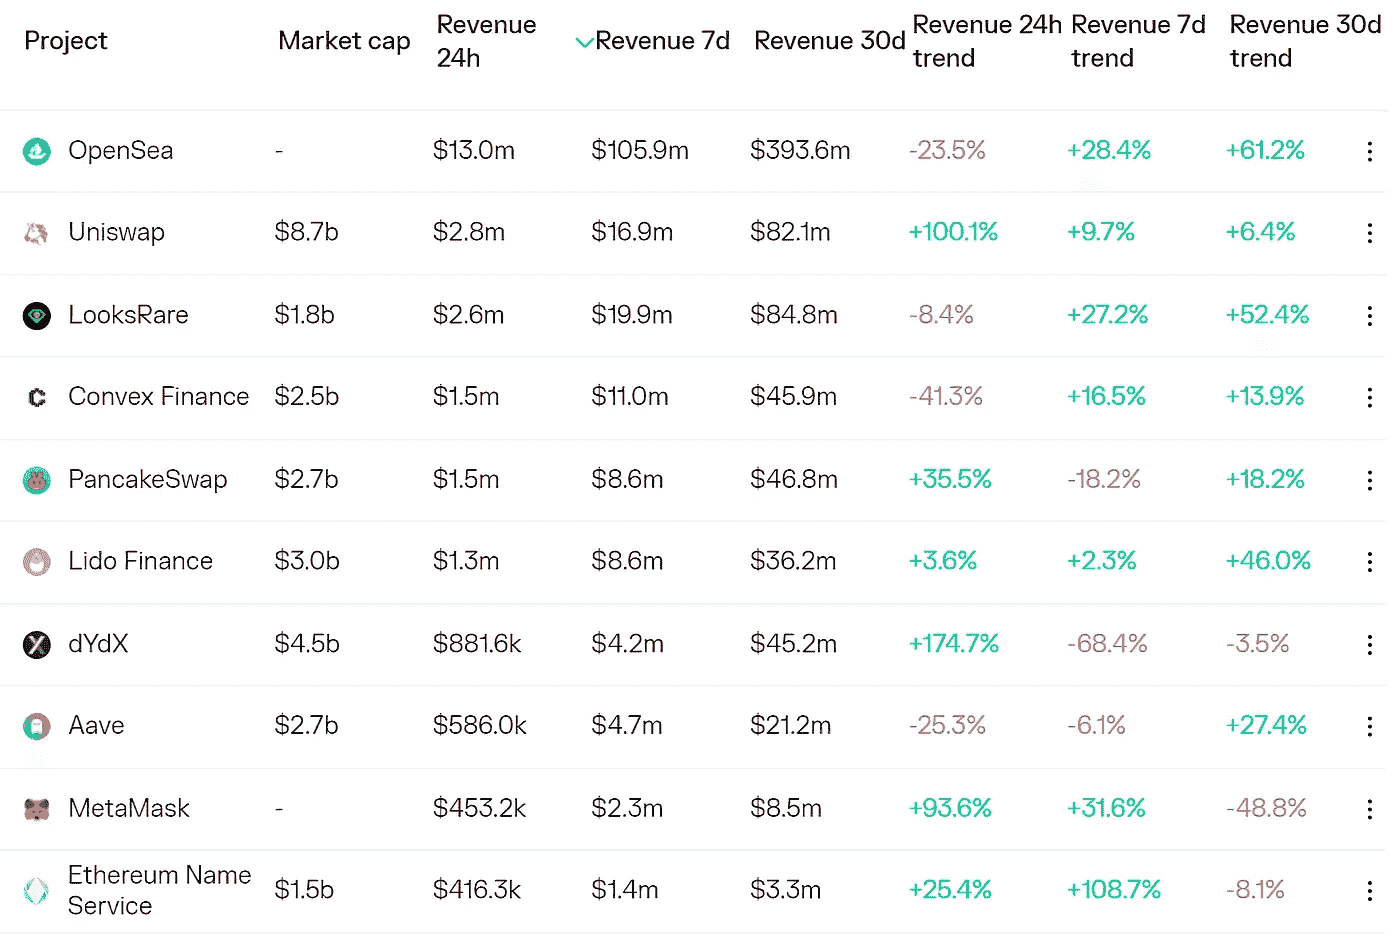 Project Market cap Revenue 24h Revenue 7d Revenue 30d Revenue 24h trend Revenue 7d trend Revenue 30d trend
OpenSea - $13.0m $105.9m $393.6m -23.5% +28.4% +61.2%
Uniswap $8.7b $2.8m $16.9m $82.1m +100.1% +9.7% +6.4%
LooksRare $1.8b $2.6m $19.9m $84.8m -8.4% +27.2% +52.4%
Convex Finance $2.5b $1.5m $11.0m $45.9m -41.3% +16.5% +13.9%
PancakeSwap $2.7b $1.5m $8.6m $46.8m +35.5% -18.2% +18.2%
Lido Finance $3.0b $1.3m $8.6m $36.2m +3.6% +2.3% +46.0%
dYdX $4.5b $881.6k $4.2m $45.2m +174.7% -68.4% -3.5%
Aave $2.7b $586.0k $4.7m $21.2m -25.3% -6.1% +27.4%
MetaMask - $453.2k $2.3m $8.5m +93.6% +31.6% -48.8%
Ethereum Name Service $1.5b $416.3k $1.4m $3.3m +25.4% +108.7% -8.1%